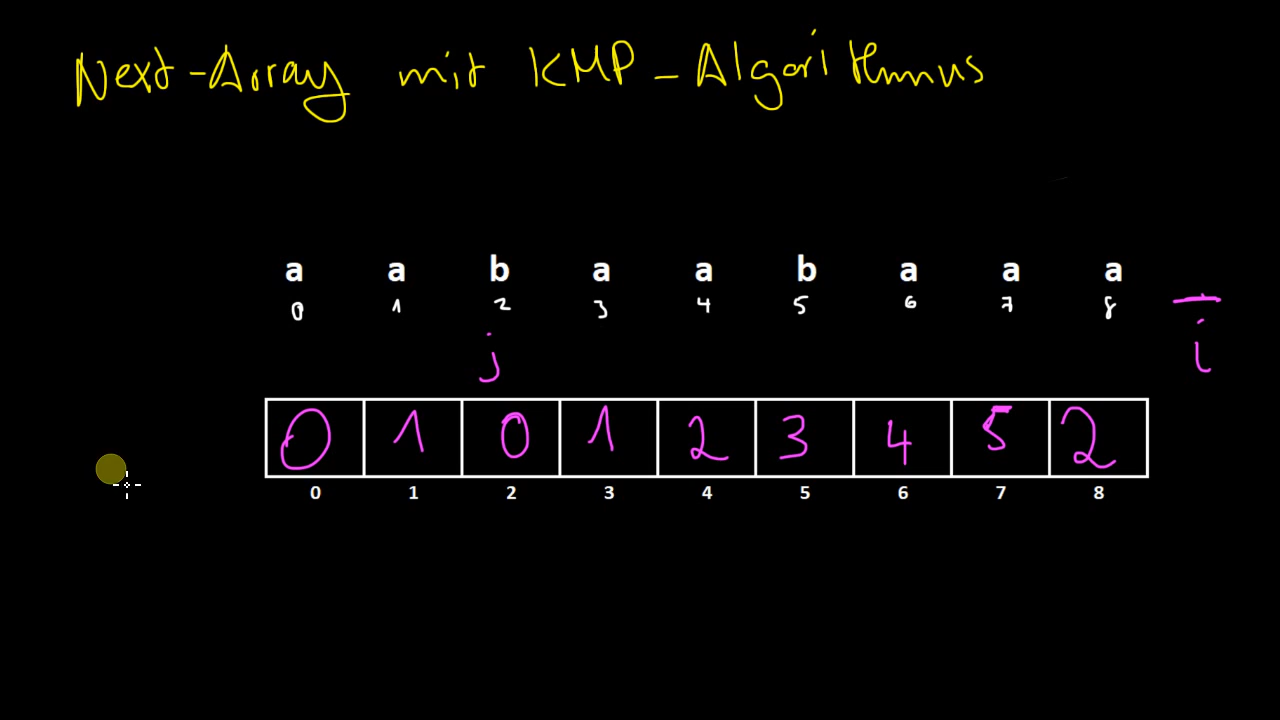 Next-Array mit KMP-Algorithmus
a a b a a b a a a
0 1 2 3 4 5 6 7 8
j i
0 1 0 1 2 3 4 5 2
0 1 2 3 4 5 6 7 8